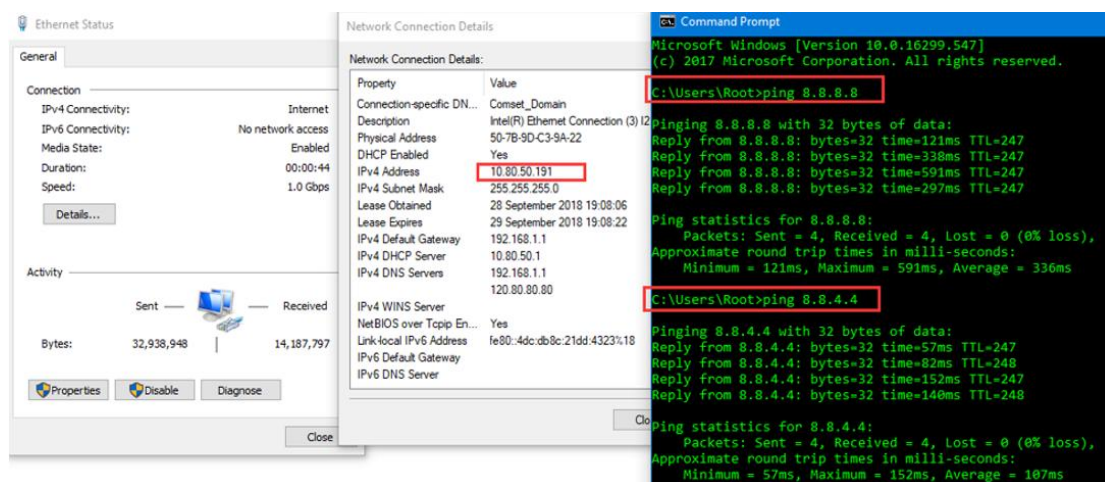 Ethernet Status
General
Connection
IPv4 Connectivity: Internet
IPv6 Connectivity: No network access
Media State: Enabled
Duration: 00:00:44
Speed: 1.0 Gbps
Details...
Activity
Sent — — Received
Bytes: 32,938,948 14,187,797
Properties Disable Diagnose
Close
Network Connection Details
Network Connection Details:
Property Value
Connection-specific DN... Comset_Domain
Description Intel(R) Ethernet Connection (3) I2
Physical Address 50-7B-9D-C3-9A-22
DHCP Enabled Yes
IPv4 Address 10.80.50.191
IPv4 Subnet Mask 255.255.255.0
Lease Obtained 28 September 2018 19:08:06
Lease Expires 29 September 2018 19:08:22
IPv4 Default Gateway 192.168.1.1
IPv4 DHCP Server 10.80.50.1
IPv4 DNS Servers 192.168.1.1
120.80.80.80
IPv4 WINS Server
NetBIOS over Tcpip En... Yes
Link-local IPv6 Address fe80::4dc:db8c:21dd:4323%18
IPv6 Default Gateway
IPv6 DNS Server
Clo
Command Prompt
Microsoft Windows [Version 10.0.16299.547]
(c) 2017 Microsoft Corporation. All rights reserved.
C:\Users\Root>ping 8.8.8.8
Pinging 8.8.8.8 with 32 bytes of data:
Reply from 8.8.8.8: bytes=32 time=121ms TTL=247
Reply from 8.8.8.8: bytes=32 time=338ms TTL=247
Reply from 8.8.8.8: bytes=32 time=591ms TTL=247
Reply from 8.8.8.8: bytes=32 time=297ms TTL=247
Ping statistics for 8.8.8.8:
Packets: Sent = 4, Received = 4, Lost = 0 (0% loss),
Approximate round trip times in milli-seconds:
Minimum = 121ms, Maximum = 591ms, Average = 336ms
C:\Users\Root>ping 8.8.4.4
Pinging 8.8.4.4 with 32 bytes of data:
Reply from 8.8.4.4: bytes=32 time=57ms TTL=247
Reply from 8.8.4.4: bytes=32 time=82ms TTL=248
Reply from 8.8.4.4: bytes=32 time=152ms TTL=247
Reply from 8.8.4.4: bytes=32 time=140ms TTL=248
Ping statistics for 8.8.4.4:
Packets: Sent = 4, Received = 4, Lost = 0 (0% loss),
Approximate round trip times in milli-seconds:
Minimum = 57ms, Maximum = 152ms, Average = 107ms